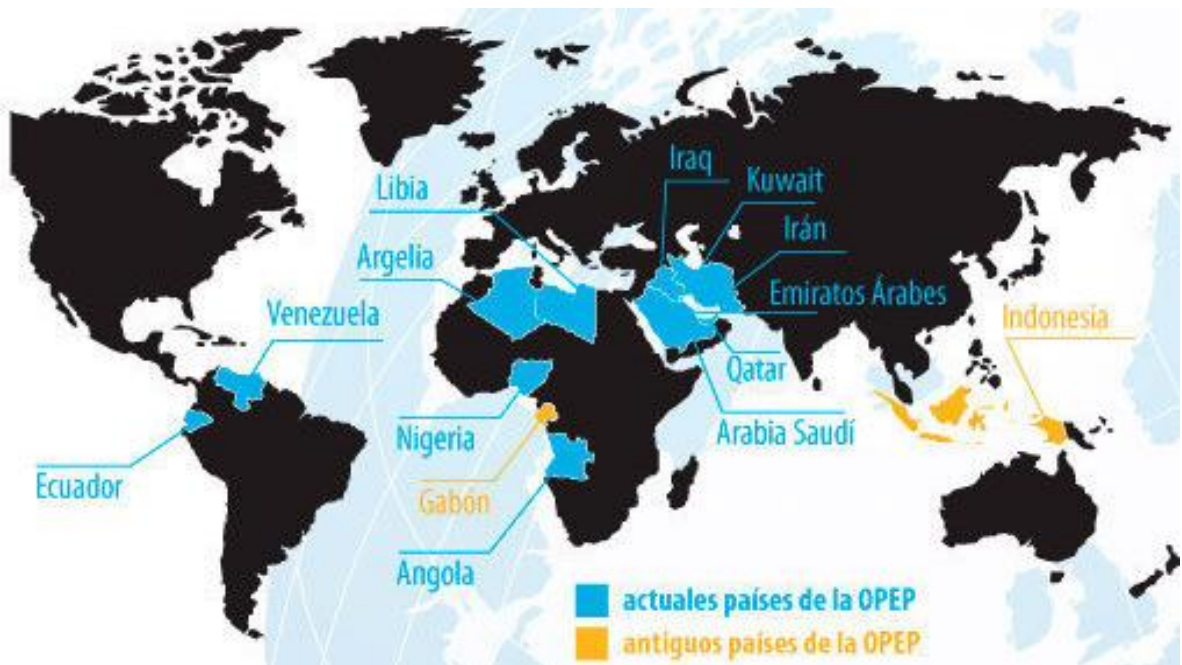 Iraq
Kuwait
Libia
Irán
Argelia
Emiratos Árabes
Venezuela
Indonesia
Qatar
Nigeria
Arabia Saudí
Ecuador
Gabón
Angola
actuales países de la OPEP
antiguos países de la OPEP